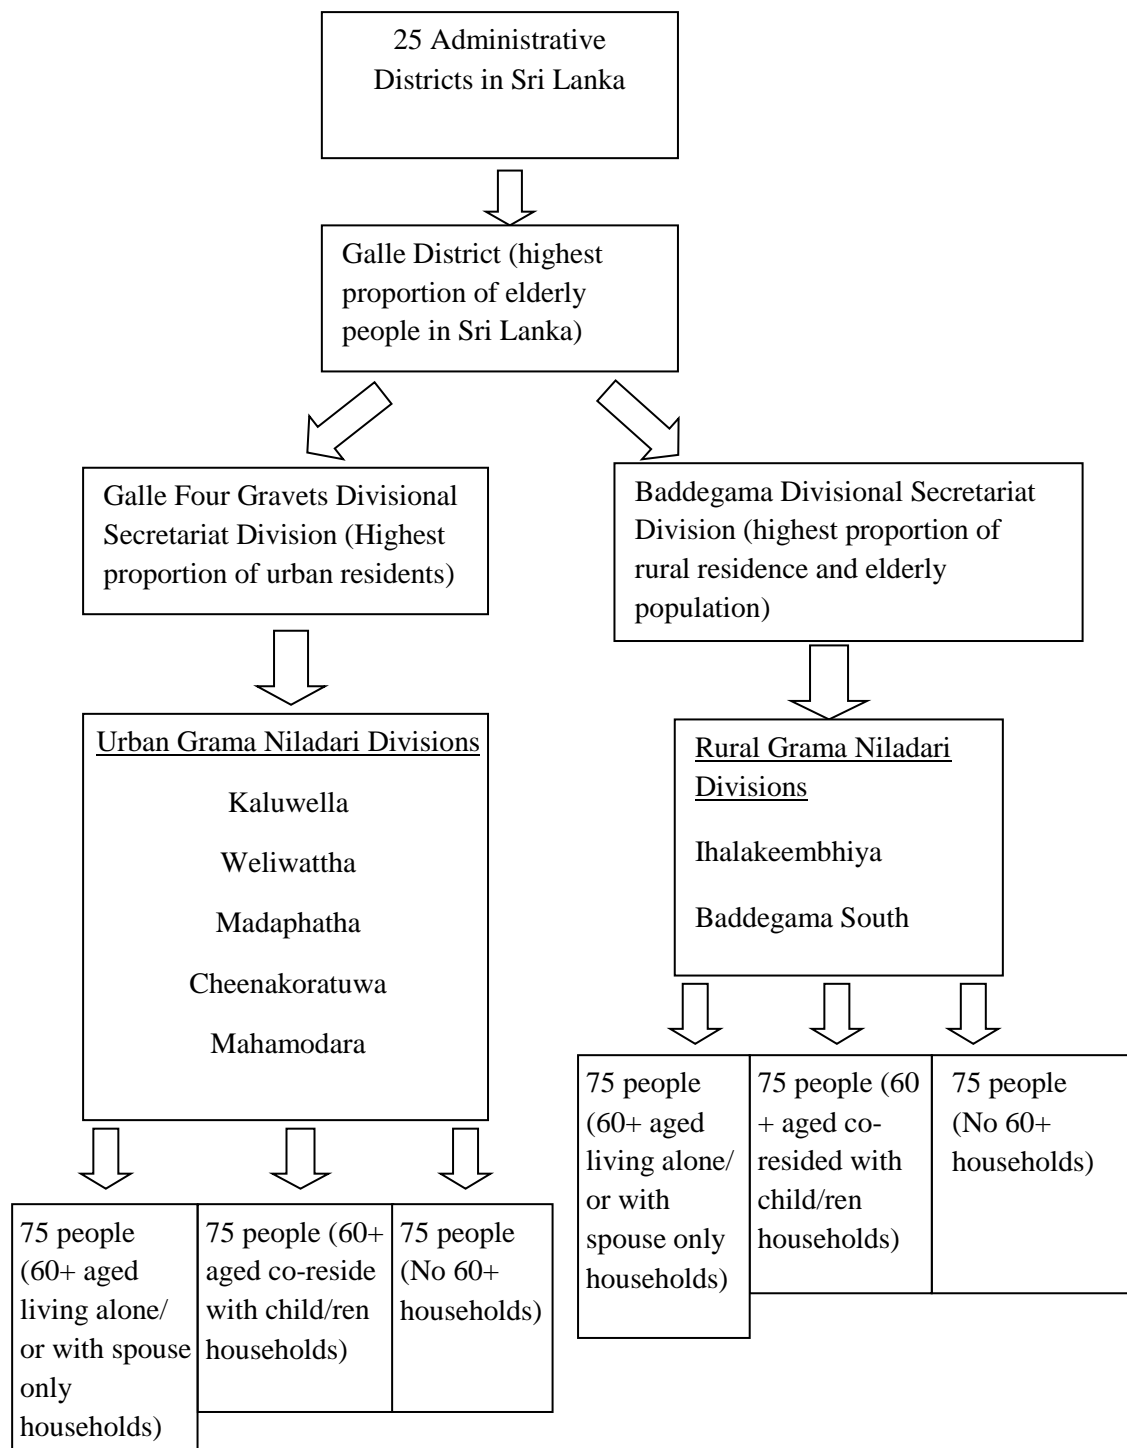 25 Administrative
Districts in Sri Lanka
Galle District (highest
proportion of elderly
people in Sri Lanka)
Galle Four Gravets Divisional
Secretariat Division (Highest
proportion of urban residents)
Baddegama Divisional Secretariat
Division (highest proportion of
rural residence and elderly
population)
Urban Grama Niladari Divisions
Kaluwella
Weliwattha
Madaphatha
Cheenakoratuwa
Mahamodara
Rural Grama Niladari
Divisions
Ihalakeembhiya
Baddegama South
75 people
(60+ aged
living alone/
or with spouse
only
households)
75 people (60+
aged co-reside
with child/ren
households)
75 people
(No 60+
households)
75 people
(60+ aged
living alone/
or with
spouse only
households)
75 people (60
+ aged co-
resided with
child/ren
households)
75 people
(No 60+
households)